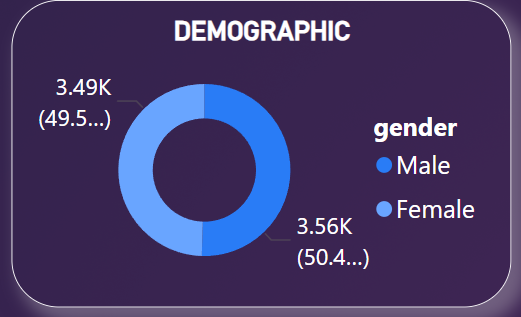 DEMOGRAPHIC
3.49K
(49.5...)
gender
Male
Female
3.56K
(50.4...)